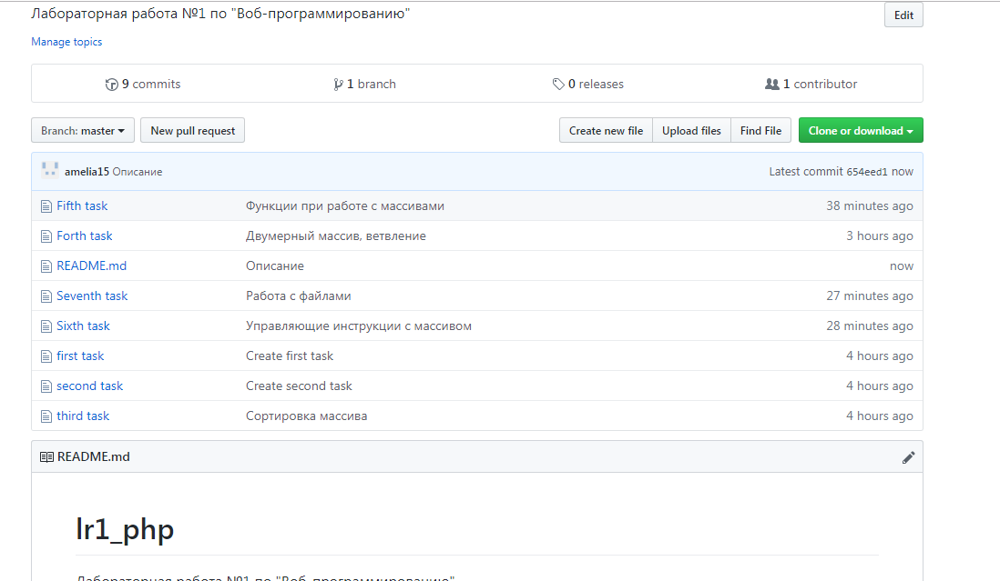 Лабораторная работа №1 по "Воб-программированию"
Edit
Manage topics
9 commits 1 branch 0 releases 1 contributor
Branch: master New pull request Create new file Upload files Find File Clone or download
amelia15 Описание Latest commit 654eed1 now
Fifth task Функции при работе с массивами 38 minutes ago
Forth task Двумерный массив, ветвление 3 hours ago
README.md Описание now
Seventh task Работа с файлами 27 minutes ago
Sixth task Управляющие инструкции с массивом 28 minutes ago
first task Create first task 4 hours ago
second task Create second task 4 hours ago
third task Сортировка массива 4 hours ago
README.md
lr1_php
Лабораторная работа №1 по "Воб-программированию"